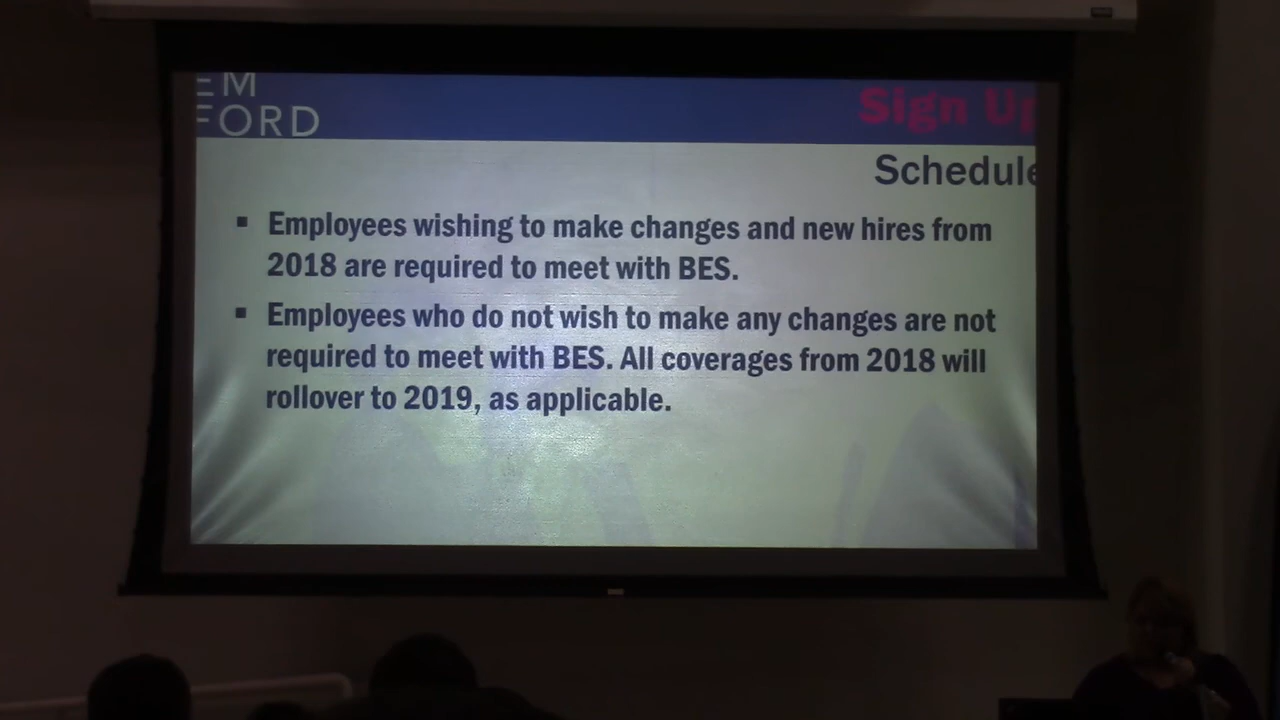 EM
FORD
Sign Up
Schedule
▪ Employees wishing to make changes and new hires from
2018 are required to meet with BES.
▪ Employees who do not wish to make any changes are not
required to meet with BES. All coverages from 2018 will
rollover to 2019, as applicable.